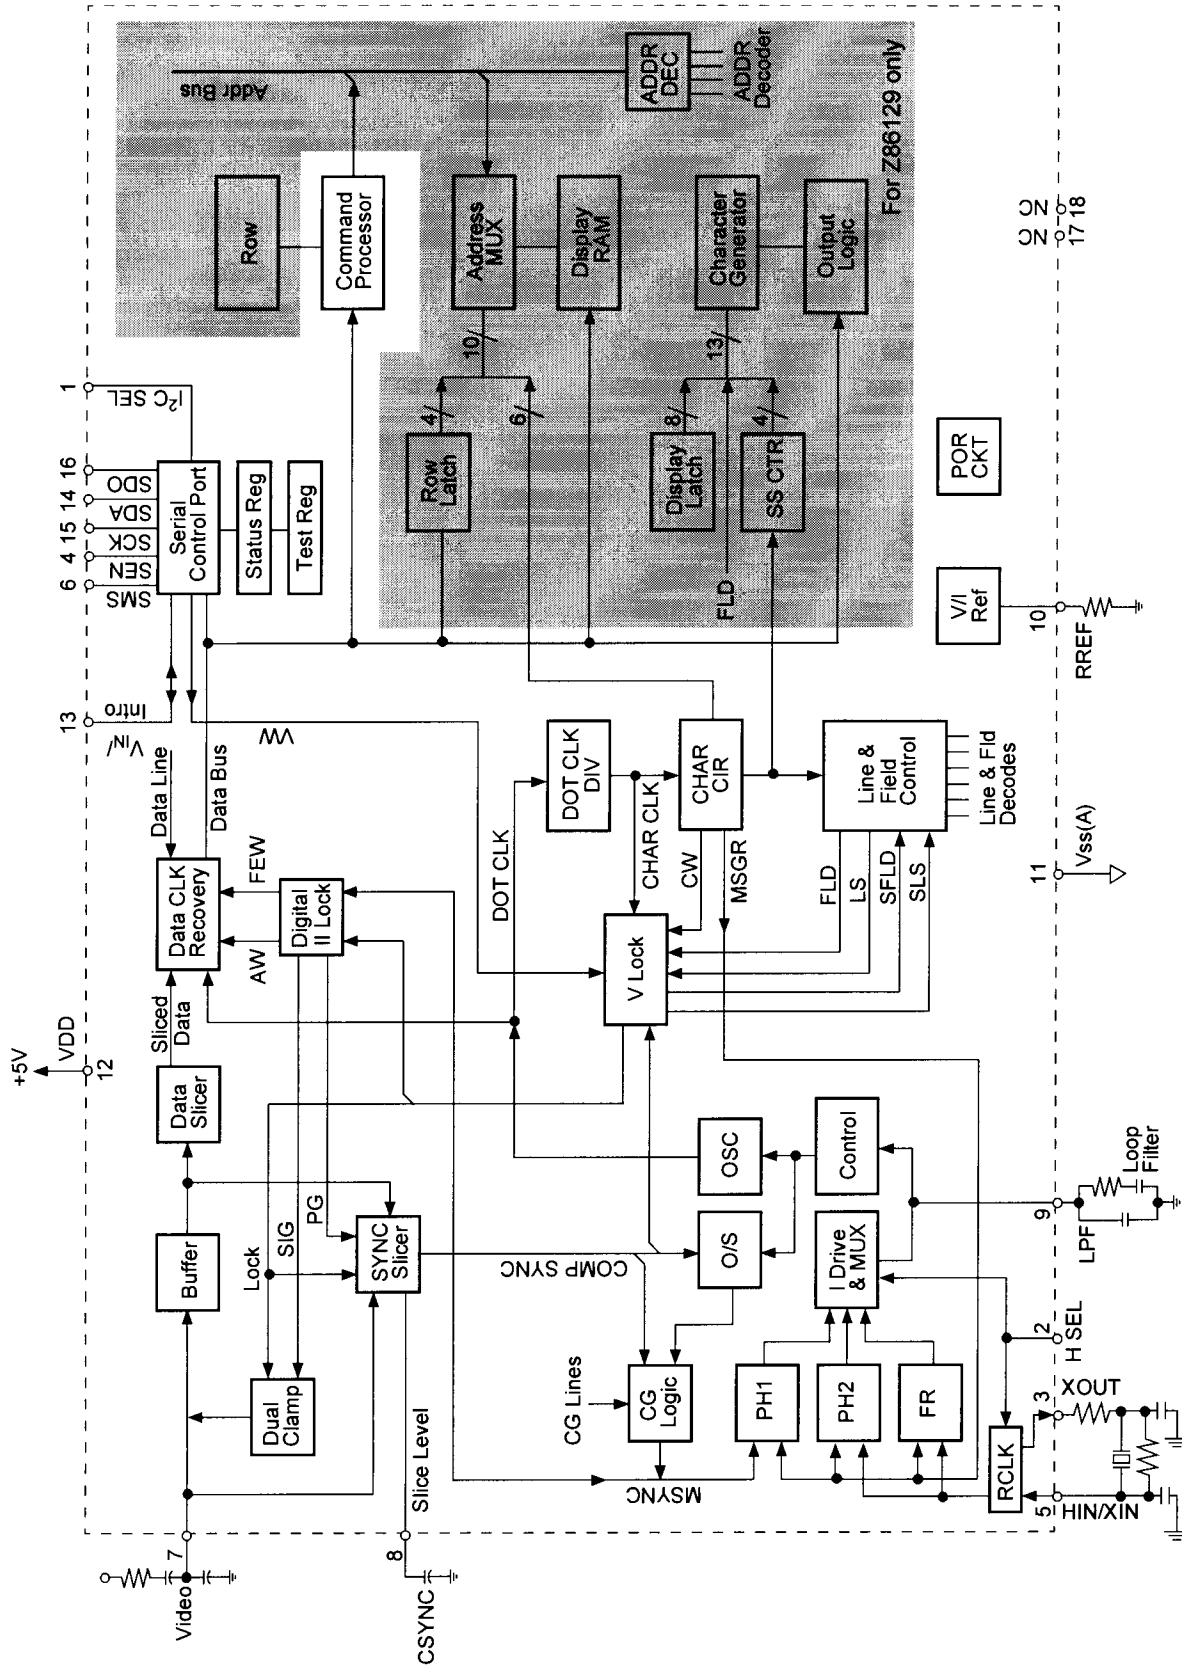 +5V
VDD
12
Video
7
Buffer
Data
Slicer
Sliced
Data
Data CLK
Recovery
Data Line
Data Bus
V_IN/
Intro
13
VW
SMS
6
SEN
4
SCK
15
SDA
14
SDO
16
I²C SEL
1
Serial
Control Port
Status Reg
Test Reg
Row
Command
Processor
Addr Bus
ADDR
DEC
ADDR
Decoder
Dual
Clamp
Lock
SIG
PG
AW
FEW
Digital
II Lock
CSYNC
8
Slice Level
SYNC
Slicer
COMP SYNC
Row
Latch
4
10
6
Address
MUX
Display
RAM
DOT CLK
DOT CLK
DIV
CHAR CLK
V Lock
CW
CHAR
CIR
MSGR
FLD
Display
Latch
8
13
Character
Generator
SS CTR
4
Output
Logic
For Z86129 only
CG Lines
CG
Logic
MSYNC
O/S
OSC
PH1
PH2
FR
I Drive
& MUX
Control
FLD
LS
SFLD
SLS
Line &
Field
Control
Line & Fld
Decodes
V/I
Ref
POR
CKT
RCLK
5
HIN/XIN
3
XOUT
2
H SEL
9
LPF
Loop
Filter
11
Vss(A)
10
RREF
17
NC
18
NC